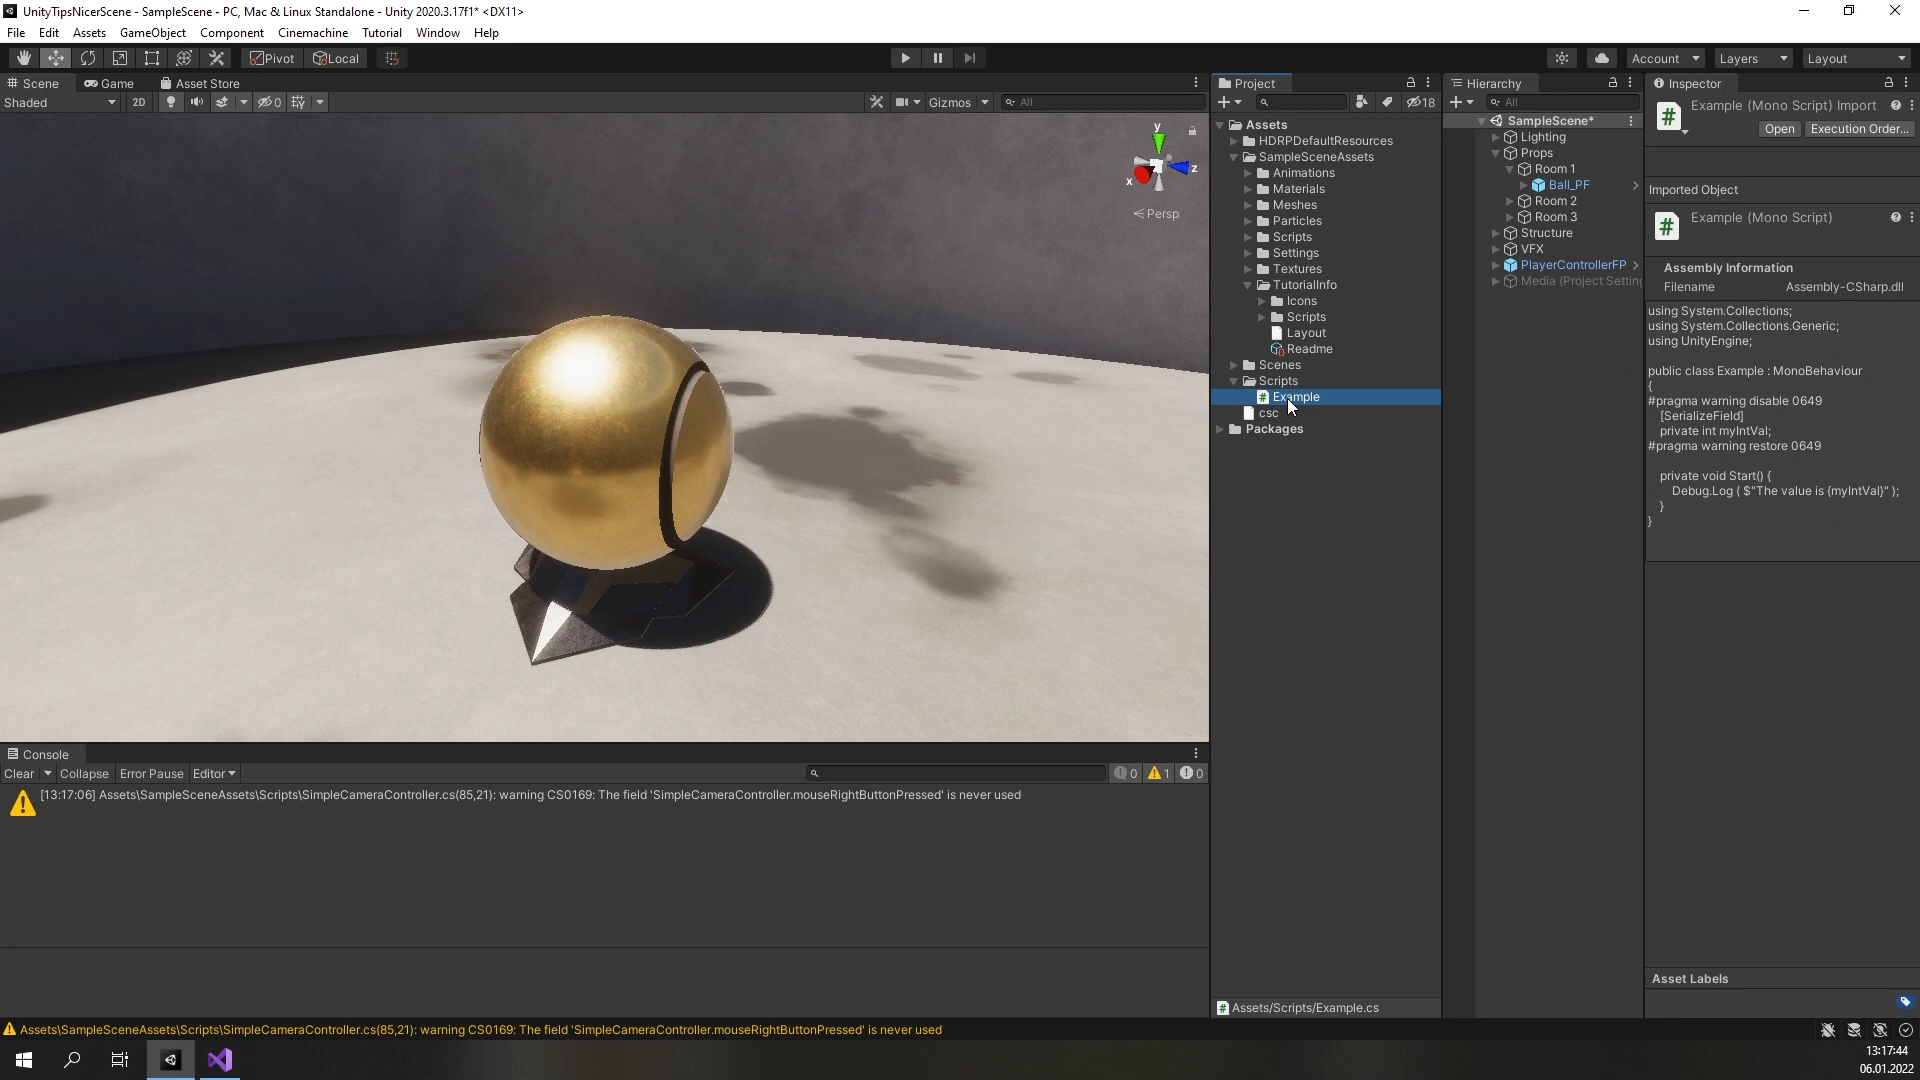 UnityTipsNicerScene - SampleScene - PC, Mac & Linux Standalone - Unity 2020.3.17f1* <DX11>
File Edit Assets GameObject Component Cinemachine Tutorial Window Help
Pivot Local Account Layers Layout
Scene Game Asset Store
Shaded 2D 0 Gizmos All
y
x
z
Persp
Console
Clear Collapse Error Pause Editor 0 1 0
[13:17:06] Assets\SampleSceneAssets\Scripts\SimpleCameraController.cs(85,21): warning CS0169: The field 'SimpleCameraController.mouseRightButtonPressed' is never used
Project
18
Assets
HDRPDefaultResources
SampleSceneAssets
Animations
Materials
Meshes
Particles
Scripts
Settings
Textures
TutorialInfo
Icons
Scripts
Layout
Readme
Scenes
Scripts
Example
csc
Packages
Assets/Scripts/Example.cs
Hierarchy
All
SampleScene*
Lighting
Props
Room 1
Ball_PF
Room 2
Room 3
Structure
VFX
PlayerControllerFP
Media (Project Setting
Inspector
Example (Mono Script) Import
Open Execution Order...
Imported Object
Example (Mono Script)
Assembly Information
Filename Assembly-CSharp.dll
using System.Collections;
using System.Collections.Generic;
using UnityEngine;
public class Example : MonoBehaviour
{
#pragma warning disable 0649
[SerializeField]
private int myIntVal;
#pragma warning restore 0649
private void Start() {
Debug.Log ( $"The value is {myIntVal}" );
}
}
Asset Labels
Assets\SampleSceneAssets\Scripts\SimpleCameraController.cs(85,21): warning CS0169: The field 'SimpleCameraController.mouseRightButtonPressed' is never used
13:17:44
06.01.2022